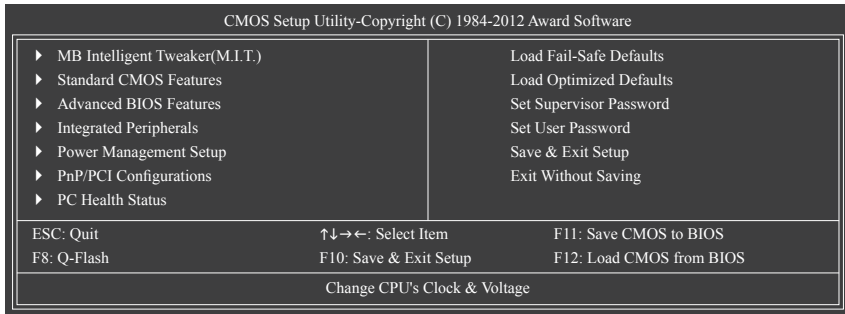 CMOS Setup Utility-Copyright (C) 1984-2012 Award Software
MB Intelligent Tweaker(M.I.T.)
Standard CMOS Features
Advanced BIOS Features
Integrated Peripherals
Power Management Setup
PnP/PCI Configurations
PC Health Status
Load Fail-Safe Defaults
Load Optimized Defaults
Set Supervisor Password
Set User Password
Save & Exit Setup
Exit Without Saving
ESC: Quit ↑↓→←: Select Item F11: Save CMOS to BIOS
F8: Q-Flash F10: Save & Exit Setup F12: Load CMOS from BIOS
Change CPU's Clock & Voltage